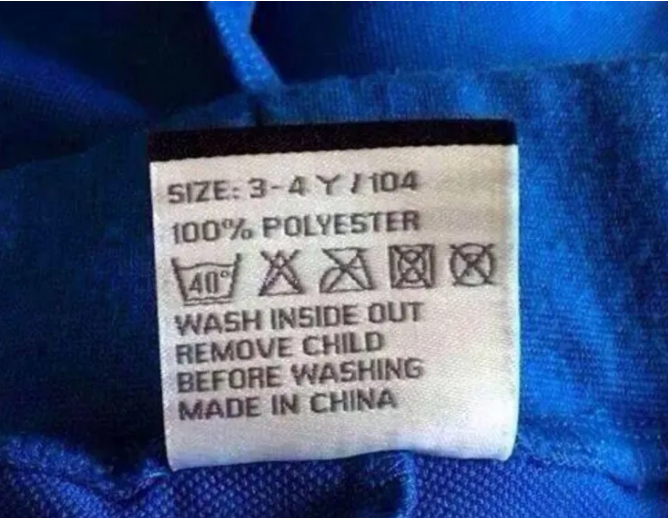 SIZE: 3-4 Y / 104
100% POLYESTER
40°
WASH INSIDE OUT
REMOVE CHILD
BEFORE WASHING
MADE IN CHINA